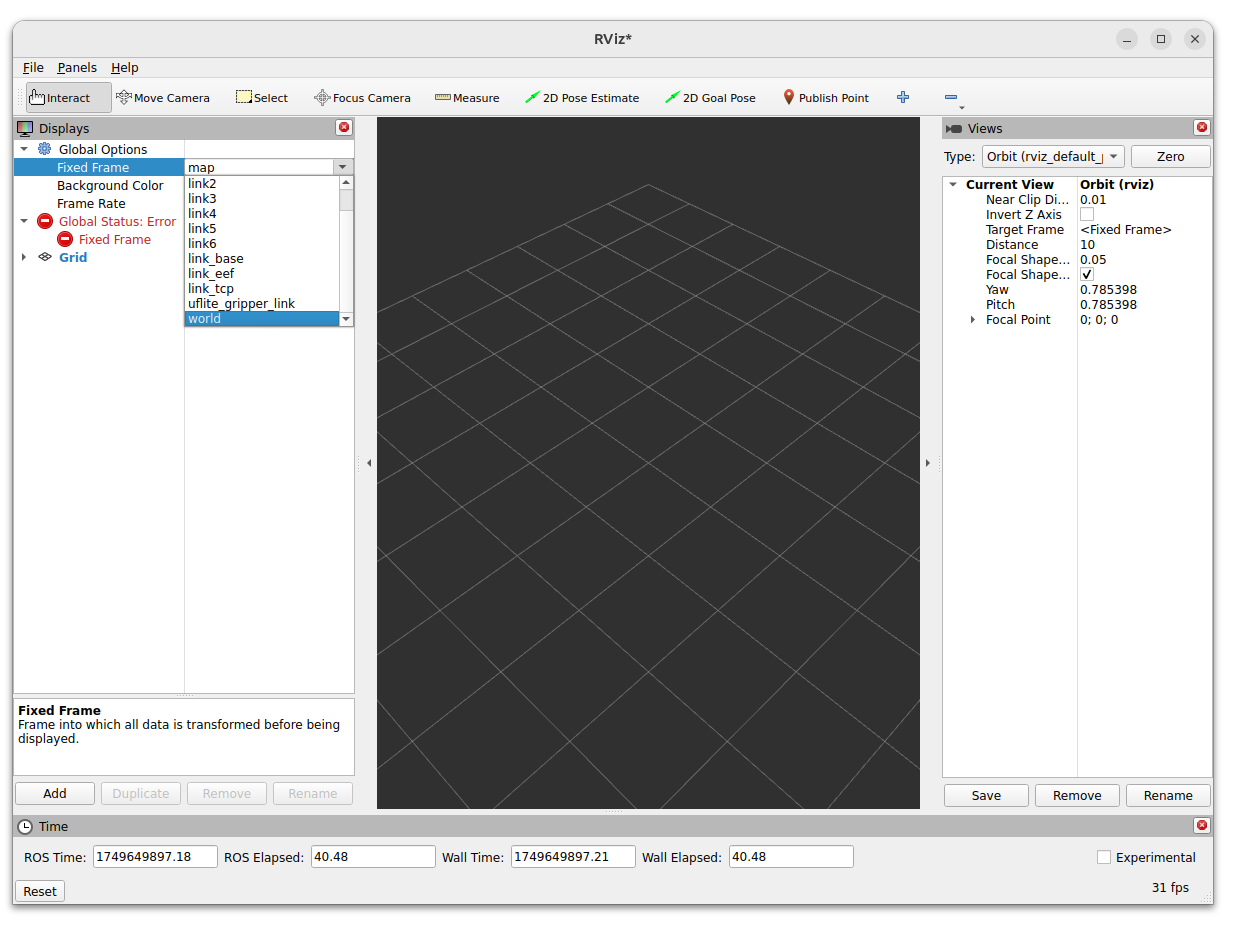 RViz*
File Panels Help
Interact Move Camera Select Focus Camera Measure 2D Pose Estimate 2D Goal Pose Publish Point
Displays
Global Options
Fixed Frame map
Background Color
Frame Rate
Global Status: Error
Fixed Frame
Grid
link2
link3
link4
link5
link6
link_base
link_eef
link_tcp
uflite_gripper_link
world
Fixed Frame
Frame into which all data is transformed before being
displayed.
Add Duplicate Remove Rename
Views
Type: Orbit (rviz_default_ Zero
Current View Orbit (rviz)
Near Clip Di... 0.01
Invert Z Axis
Target Frame <Fixed Frame>
Distance 10
Focal Shape... 0.05
Focal Shape...
Yaw 0.785398
Pitch 0.785398
Focal Point 0; 0; 0
Save Remove Rename
Time
ROS Time: 1749649897.18 ROS Elapsed: 40.48 Wall Time: 1749649897.21 Wall Elapsed: 40.48 Experimental
Reset 31 fps